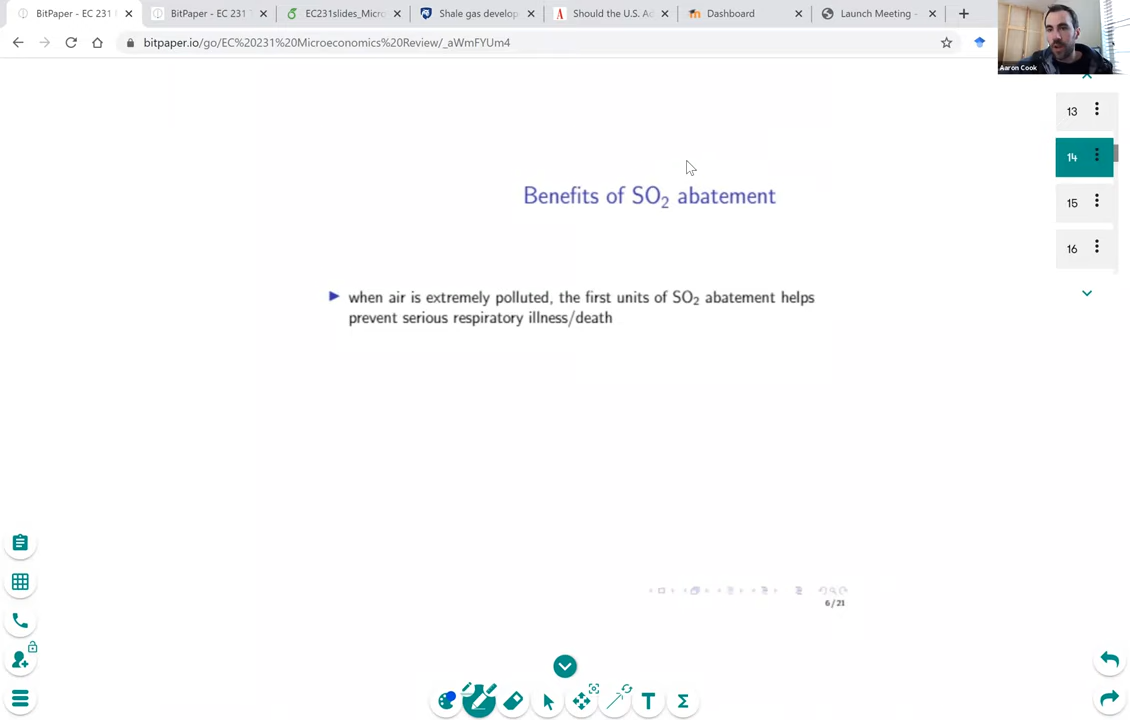 BitPaper - EC 231
BitPaper - EC 231
EC231slides_Micr
Shale gas develop
Should the U.S. A
Dashboard
Launch Meeting -
bitpaper.io/go/EC%20231%20Microeconomics%20Review/_aWmFYUm4
Aaron Cook
13
14
15
16
Benefits of SO₂ abatement
when air is extremely polluted, the first units of SO₂ abatement helps
prevent serious respiratory illness/death
6/21
T
Σ